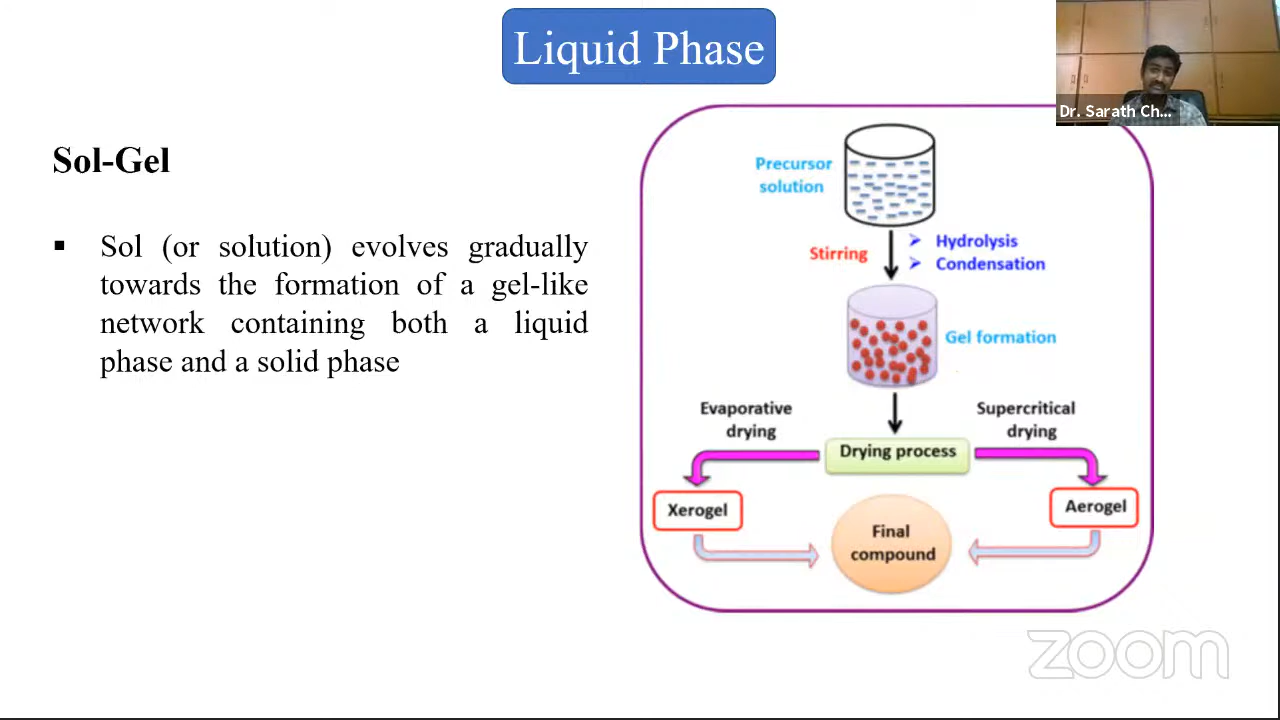 Liquid Phase
Dr. Sarath Ch...
Sol-Gel
▪ Sol (or solution) evolves gradually
towards the formation of a gel-like
network containing both a liquid
phase and a solid phase
Precursor
solution
Stirring
➢ Hydrolysis
➢ Condensation
Gel formation
Evaporative
drying
Supercritical
drying
Drying process
Xerogel
Aerogel
Final
compound
zoom